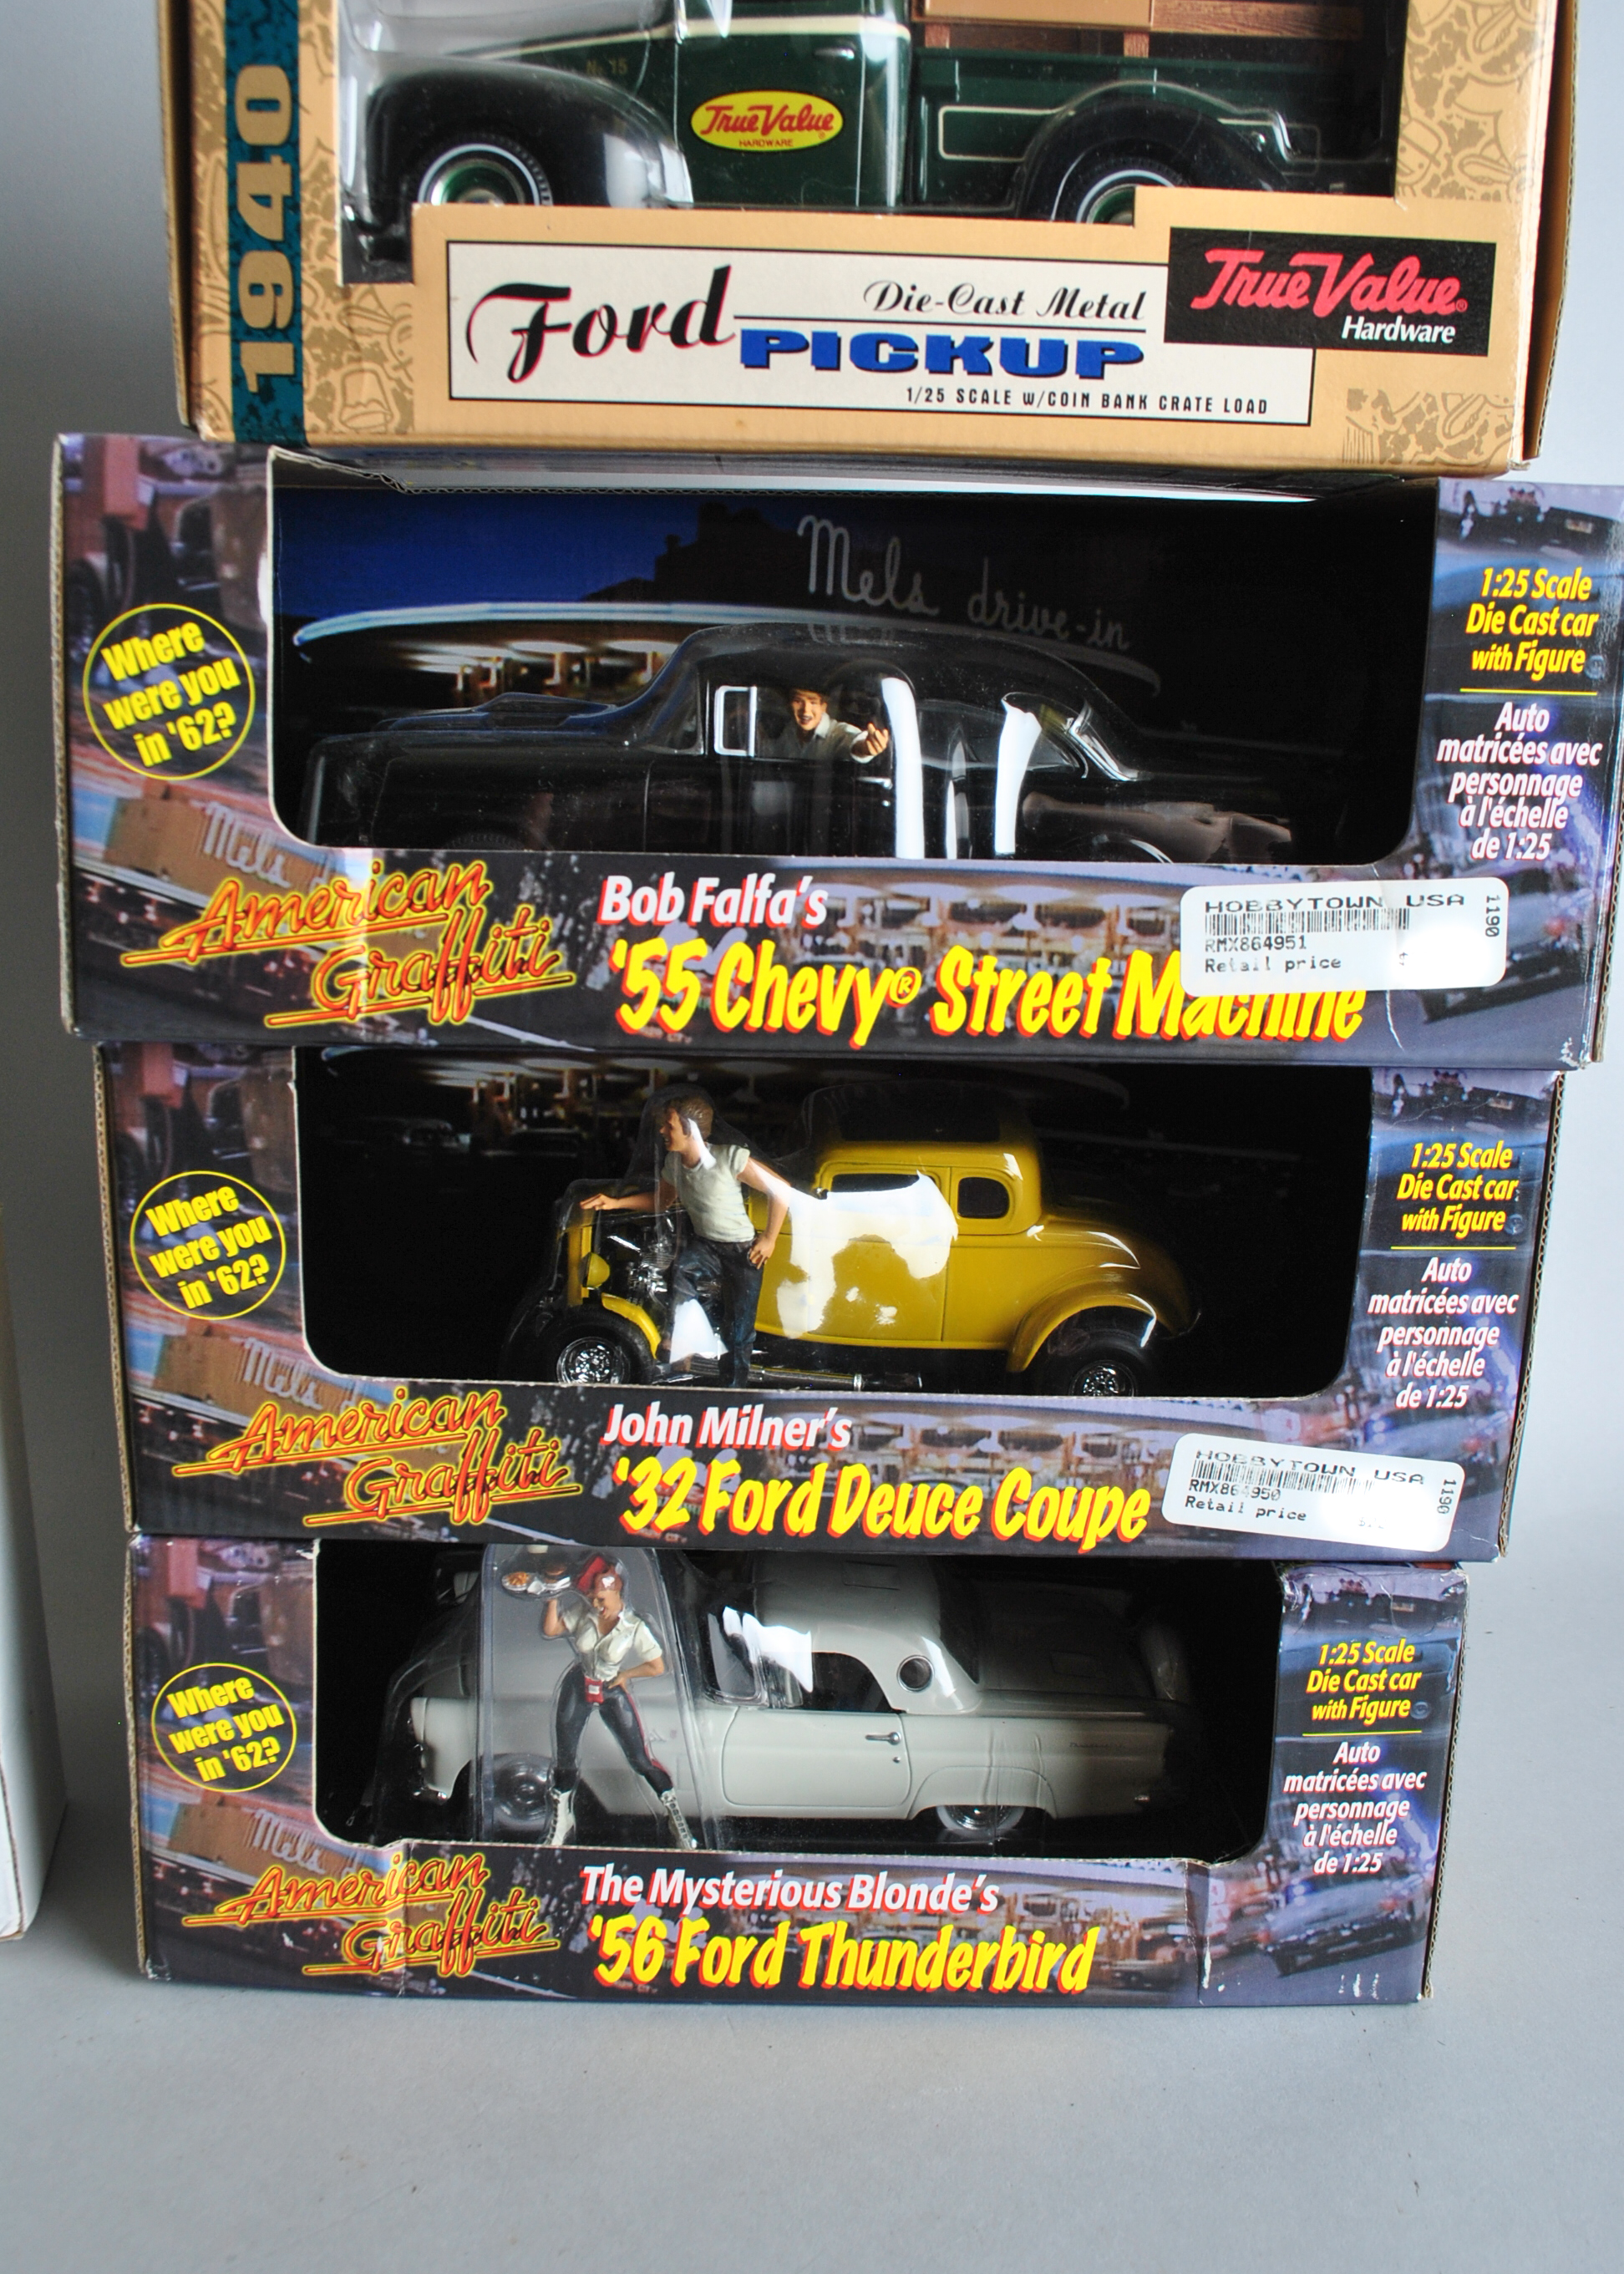 1940
No 15
True Value
HARDWARE
Ford
Die-Cast Metal
PICKUP
1/25 SCALE W/COIN BANK CRATE LOAD
True Value®
Hardware
Mels drive-in
Where
were you
in '62?
1:25 Scale
Die Cast car
with Figure
Auto
matricées avec
personnage
à l'échelle
de 1:25
Mels
American
Graffiti
Bob Falfa's
'55 Chevy® Street Machine
HOBBYTOWN USA
1190
RMX864951
Retail price
Where
were you
in '62?
1:25 Scale
Die Cast car
with Figure
Auto
matricées avec
personnage
à l'échelle
de 1:25
Mels
American
Graffiti
John Milner's
'32 Ford Deuce Coupe
HOBBYTOWN USA
1190
RMX864950
Retail price
Where
were you
in '62?
1:25 Scale
Die Cast car
with Figure
Auto
matricées avec
personnage
à l'échelle
de 1:25
Mels
American
Graffiti
The Mysterious Blonde's
'56 Ford Thunderbird